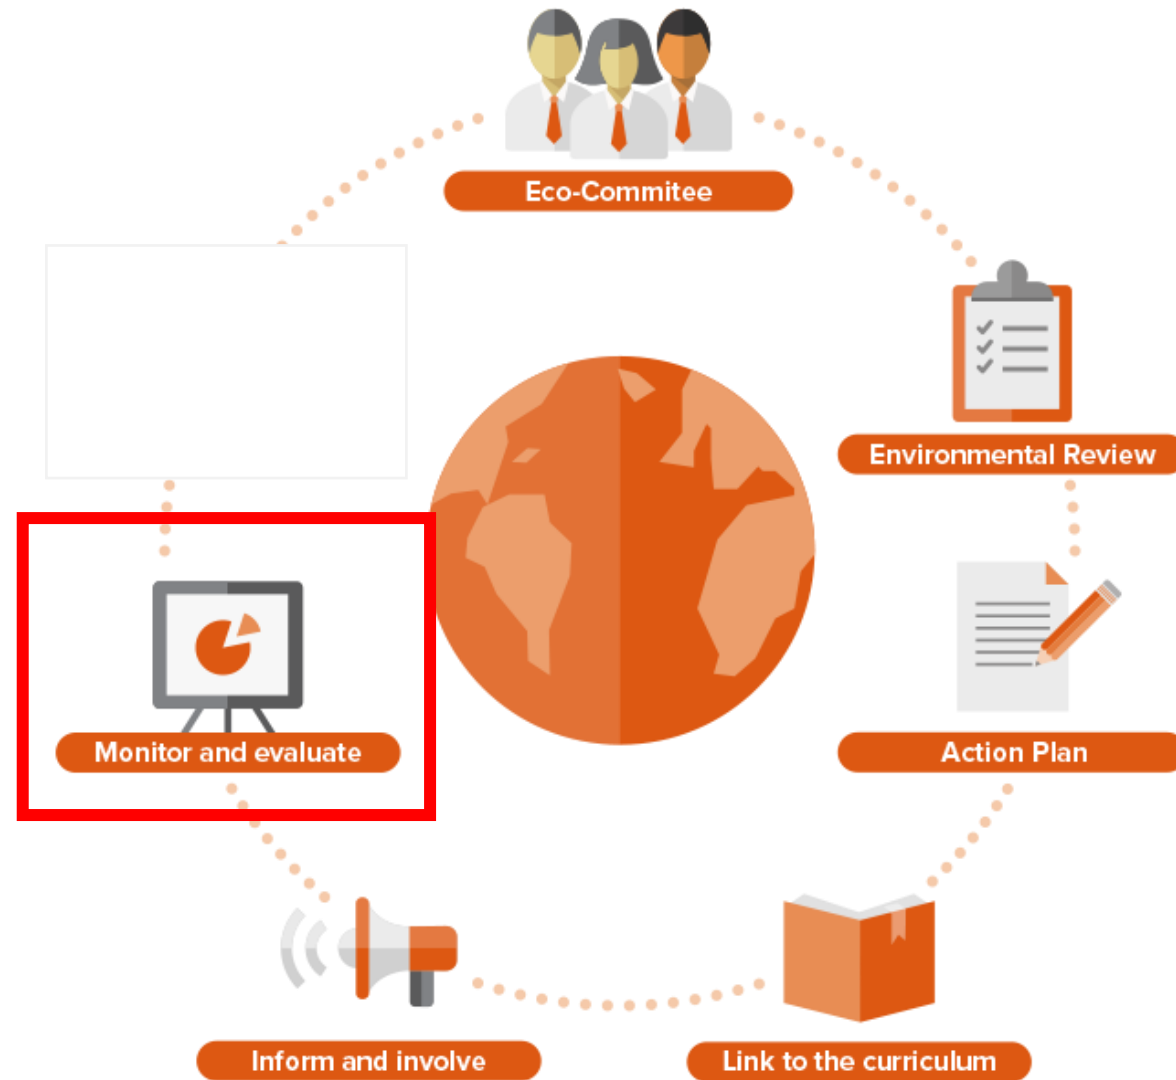 Eco-Commitee
Environmental Review
Action Plan
Monitor and evaluate
Inform and involve
Link to the curriculum